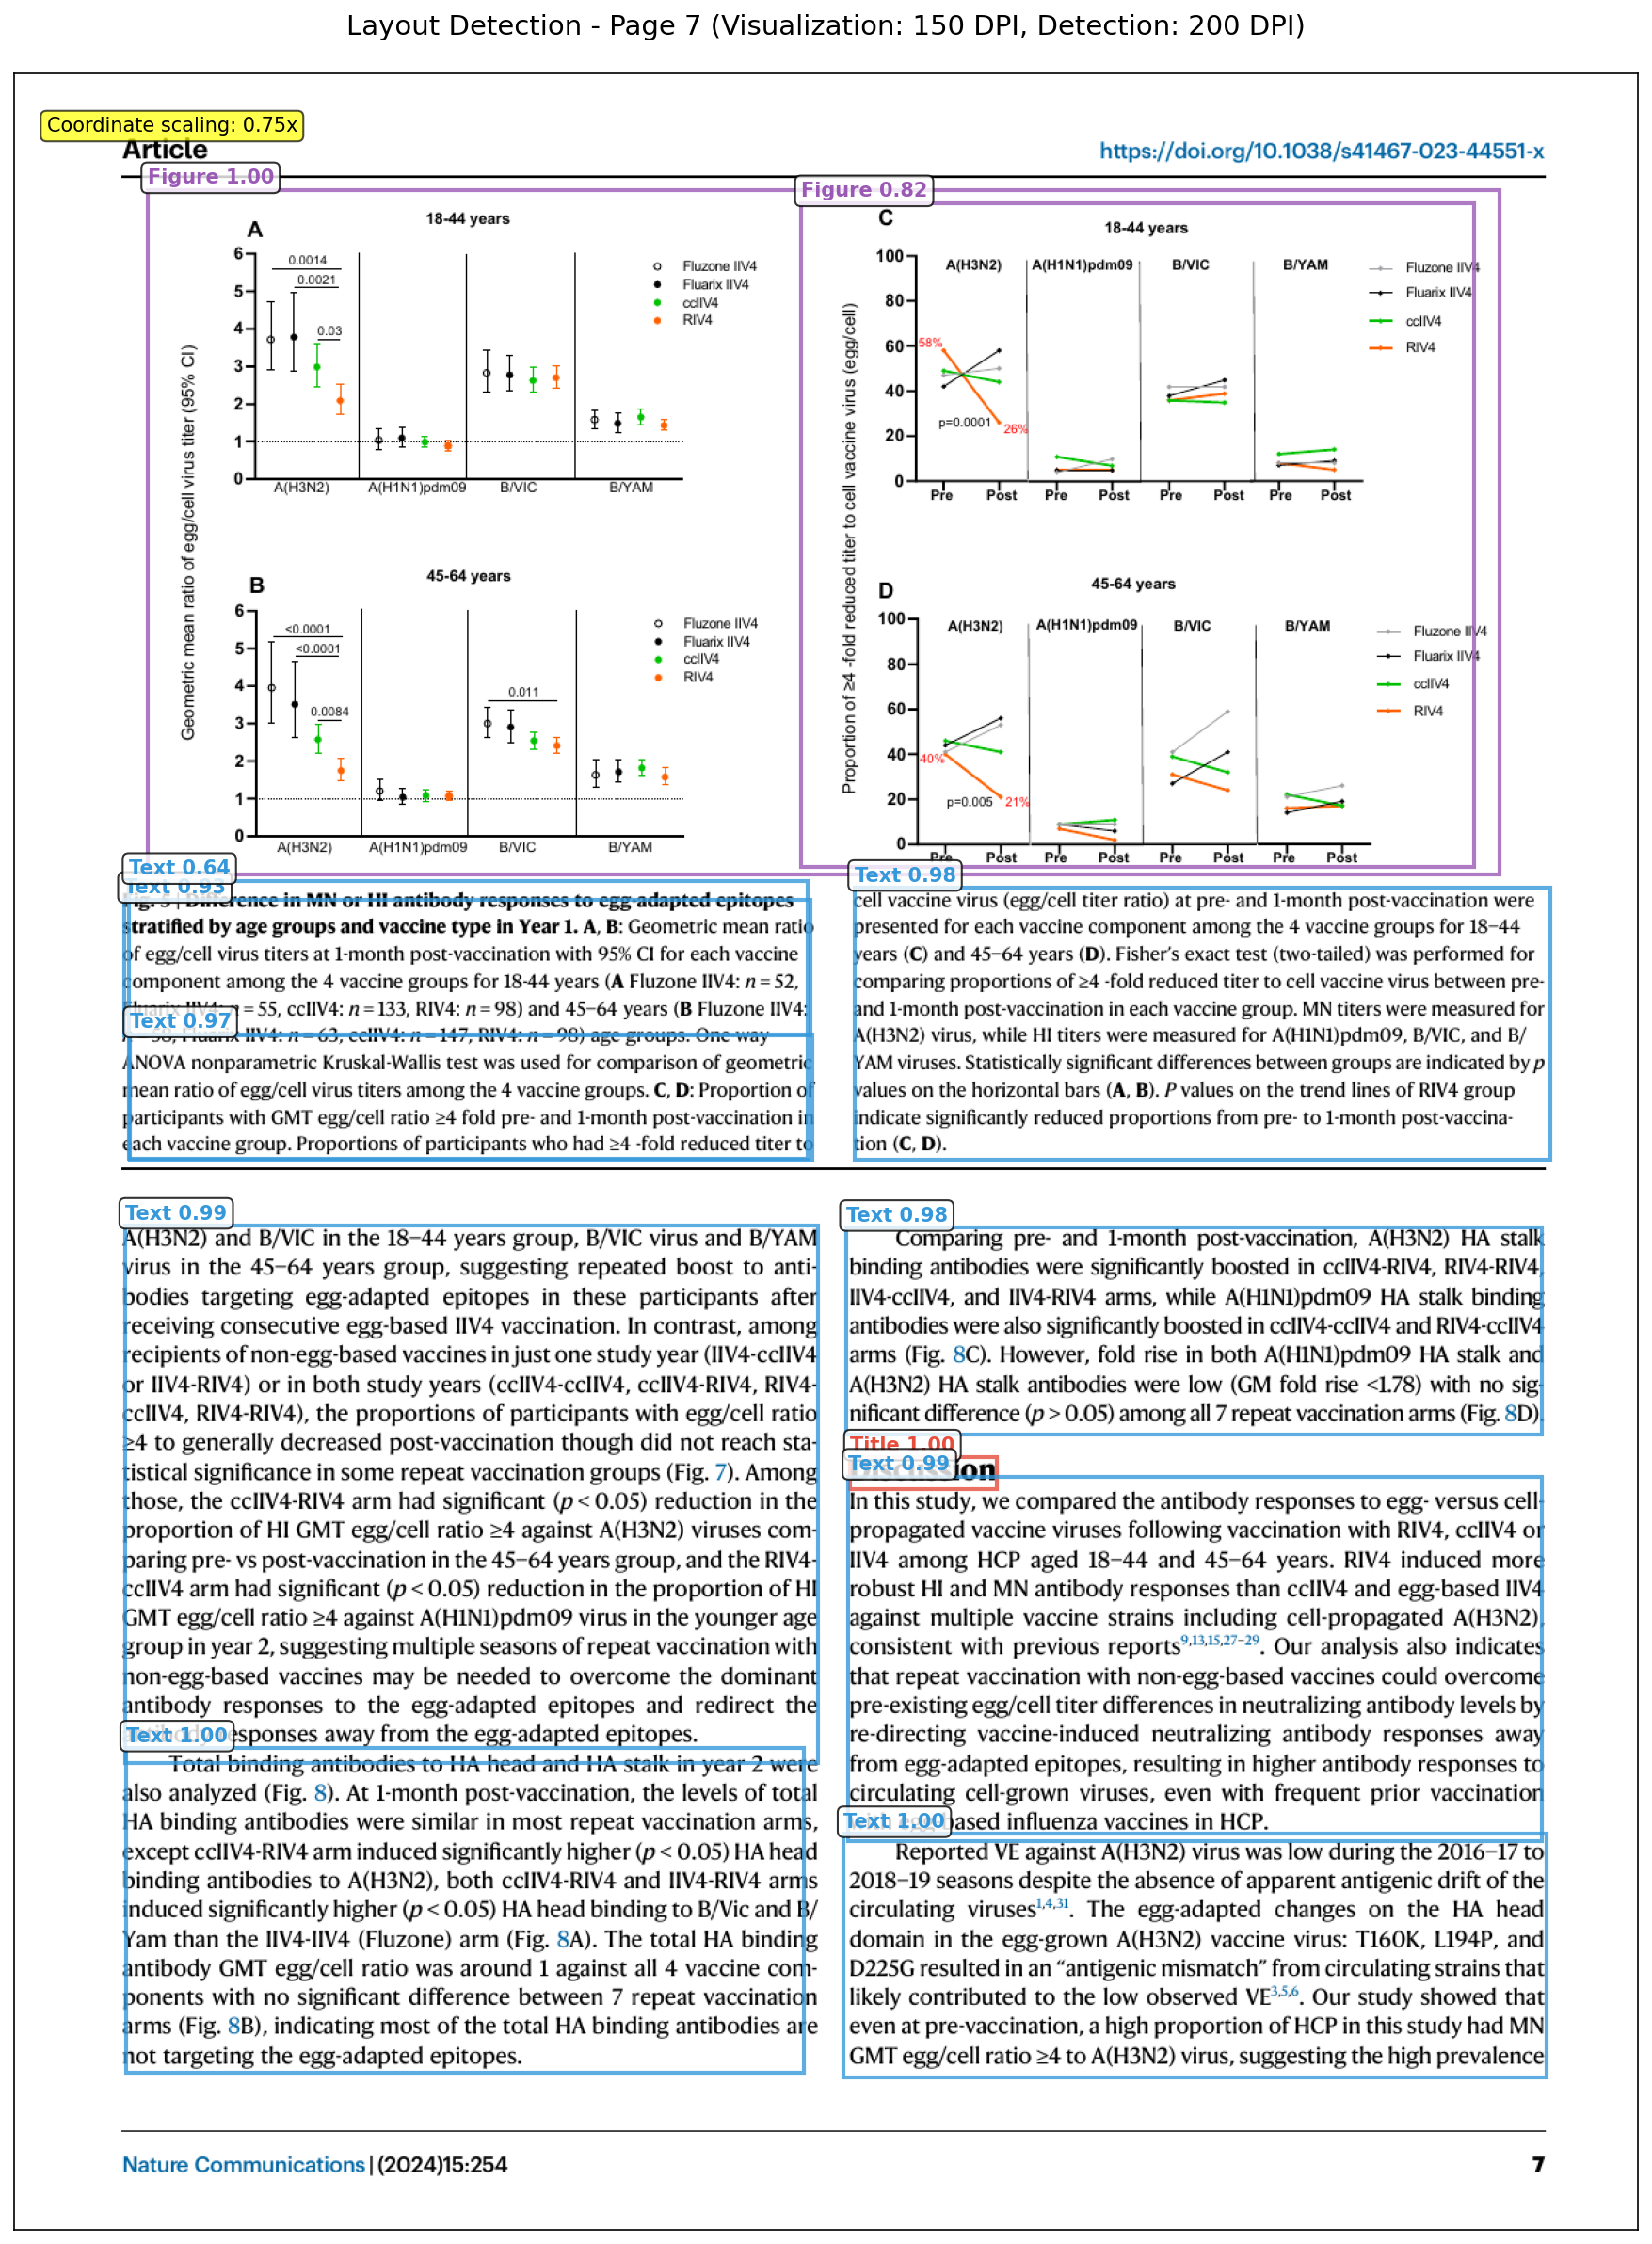 Layout Detection - Page 7 (Visualization: 150 DPI, Detection: 200 DPI)
Coordinate scaling: 0.75x
Article
https://doi.org/10.1038/s41467-023-44551-x
Figure 1.00
Figure 0.82
A
18-44 years
Geometric mean ratio of egg/cell virus titer (95% CI)
6
5
4
3
2
1
0
0.0014
0.0021
0.03
Fluzone IIV4
Fluarix IIV4
ccIIV4
RIV4
A(H3N2)
A(H1N1)pdm09
B/VIC
B/YAM
B
45-64 years
6
5
4
3
2
1
0
<0.0001
<0.0001
0.0084
0.011
Fluzone IIV4
Fluarix IIV4
ccIIV4
RIV4
A(H3N2)
A(H1N1)pdm09
B/VIC
B/YAM
C
18-44 years
Proportion of ≥4 -fold reduced titer to cell vaccine virus (egg/cell)
100
80
60
40
20
0
A(H3N2)
A(H1N1)pdm09
B/VIC
B/YAM
58%
p=0.0001
26%
Fluzone IIV4
Fluarix IIV4
ccIIV4
RIV4
Pre Post Pre Post Pre Post Pre Post
D
45-64 years
100
80
60
40
20
0
A(H3N2)
A(H1N1)pdm09
B/VIC
B/YAM
40%
p=0.005
21%
Fluzone IIV4
Fluarix IIV4
ccIIV4
RIV4
Pre Post Pre Post Pre Post Pre Post
Text 0.64
Text 0.93
Difference in MN or HI antibody responses to egg adapted epitopes
stratified by age groups and vaccine type in Year 1. A, B: Geometric mean ratio
of egg/cell virus titers at 1-month post-vaccination with 95% CI for each vaccine
component among the 4 vaccine groups for 18-44 years (A Fluzone IIV4: n = 52,
Fluarix IIV4: n = 55, ccIIV4: n = 133, RIV4: n = 98) and 45–64 years (B Fluzone IIV4:
Text 0.97
Fluarix IIV4: n = 63, ccIIV4: n = 147, RIV4: n = 98) age groups. One way
ANOVA nonparametric Kruskal-Wallis test was used for comparison of geometric
mean ratio of egg/cell virus titers among the 4 vaccine groups. C, D: Proportion of
participants with GMT egg/cell ratio ≥4 fold pre- and 1-month post-vaccination in
each vaccine group. Proportions of participants who had ≥4 -fold reduced titer to
Text 0.98
cell vaccine virus (egg/cell titer ratio) at pre- and 1-month post-vaccination were
presented for each vaccine component among the 4 vaccine groups for 18–44
years (C) and 45–64 years (D). Fisher's exact test (two-tailed) was performed for
comparing proportions of ≥4 -fold reduced titer to cell vaccine virus between pre-
and 1-month post-vaccination in each vaccine group. MN titers were measured for
A(H3N2) virus, while HI titers were measured for A(H1N1)pdm09, B/VIC, and B/
YAM viruses. Statistically significant differences between groups are indicated by p
values on the horizontal bars (A, B). P values on the trend lines of RIV4 group
indicate significantly reduced proportions from pre- to 1-month post-vaccina-
tion (C, D).
Text 0.99
A(H3N2) and B/VIC in the 18–44 years group, B/VIC virus and B/YAM
virus in the 45–64 years group, suggesting repeated boost to anti-
bodies targeting egg-adapted epitopes in these participants after
receiving consecutive egg-based IIV4 vaccination. In contrast, among
recipients of non-egg-based vaccines in just one study year (IIV4-ccIIV4
or IIV4-RIV4) or in both study years (ccIIV4-ccIIV4, ccIIV4-RIV4, RIV4-
ccIIV4, RIV4-RIV4), the proportions of participants with egg/cell ratio
≥4 to generally decreased post-vaccination though did not reach sta-
tistical significance in some repeat vaccination groups (Fig. 7). Among
those, the ccIIV4-RIV4 arm had significant (p < 0.05) reduction in the
proportion of HI GMT egg/cell ratio ≥4 against A(H3N2) viruses com-
paring pre- vs post-vaccination in the 45–64 years group, and the RIV4-
ccIIV4 arm had significant (p < 0.05) reduction in the proportion of HI
GMT egg/cell ratio ≥4 against A(H1N1)pdm09 virus in the younger age
group in year 2, suggesting multiple seasons of repeat vaccination with
non-egg-based vaccines may be needed to overcome the dominant
antibody responses to the egg-adapted epitopes and redirect the
antibody responses away from the egg-adapted epitopes.
Text 1.00
Total binding antibodies to HA head and HA stalk in year 2 were
also analyzed (Fig. 8). At 1-month post-vaccination, the levels of total
HA binding antibodies were similar in most repeat vaccination arms,
except ccIIV4-RIV4 arm induced significantly higher (p < 0.05) HA head
binding antibodies to A(H3N2), both ccIIV4-RIV4 and IIV4-RIV4 arms
induced significantly higher (p < 0.05) HA head binding to B/Vic and B/
Yam than the IIV4-IIV4 (Fluzone) arm (Fig. 8A). The total HA binding
antibody GMT egg/cell ratio was around 1 against all 4 vaccine com-
ponents with no significant difference between 7 repeat vaccination
arms (Fig. 8B), indicating most of the total HA binding antibodies are
not targeting the egg-adapted epitopes.
Text 0.98
Comparing pre- and 1-month post-vaccination, A(H3N2) HA stalk
binding antibodies were significantly boosted in ccIIV4-RIV4, RIV4-RIV4,
IIV4-ccIIV4, and IIV4-RIV4 arms, while A(H1N1)pdm09 HA stalk binding
antibodies were also significantly boosted in ccIIV4-ccIIV4 and RIV4-ccIIV4
arms (Fig. 8C). However, fold rise in both A(H1N1)pdm09 HA stalk and
A(H3N2) HA stalk antibodies were low (GM fold rise <1.78) with no sig-
nificant difference (p > 0.05) among all 7 repeat vaccination arms (Fig. 8D).
Title 1.00
Text 0.99
Discussion
In this study, we compared the antibody responses to egg- versus cell-
propagated vaccine viruses following vaccination with RIV4, ccIIV4 or
IIV4 among HCP aged 18–44 and 45–64 years. RIV4 induced more
robust HI and MN antibody responses than ccIIV4 and egg-based IIV4
against multiple vaccine strains including cell-propagated A(H3N2),
consistent with previous reports9,13,15,27–29. Our analysis also indicates
that repeat vaccination with non-egg-based vaccines could overcome
pre-existing egg/cell titer differences in neutralizing antibody levels by
re-directing vaccine-induced neutralizing antibody responses away
from egg-adapted epitopes, resulting in higher antibody responses to
circulating cell-grown viruses, even with frequent prior vaccination
with egg-based influenza vaccines in HCP.
Text 1.00
Reported VE against A(H3N2) virus was low during the 2016–17 to
2018–19 seasons despite the absence of apparent antigenic drift of the
circulating viruses1,4,31. The egg-adapted changes on the HA head
domain in the egg-grown A(H3N2) vaccine virus: T160K, L194P, and
D225G resulted in an "antigenic mismatch" from circulating strains that
likely contributed to the low observed VE3,5,6. Our study showed that
even at pre-vaccination, a high proportion of HCP in this study had MN
GMT egg/cell ratio ≥4 to A(H3N2) virus, suggesting the high prevalence
Nature Communications | (2024)15:254
7